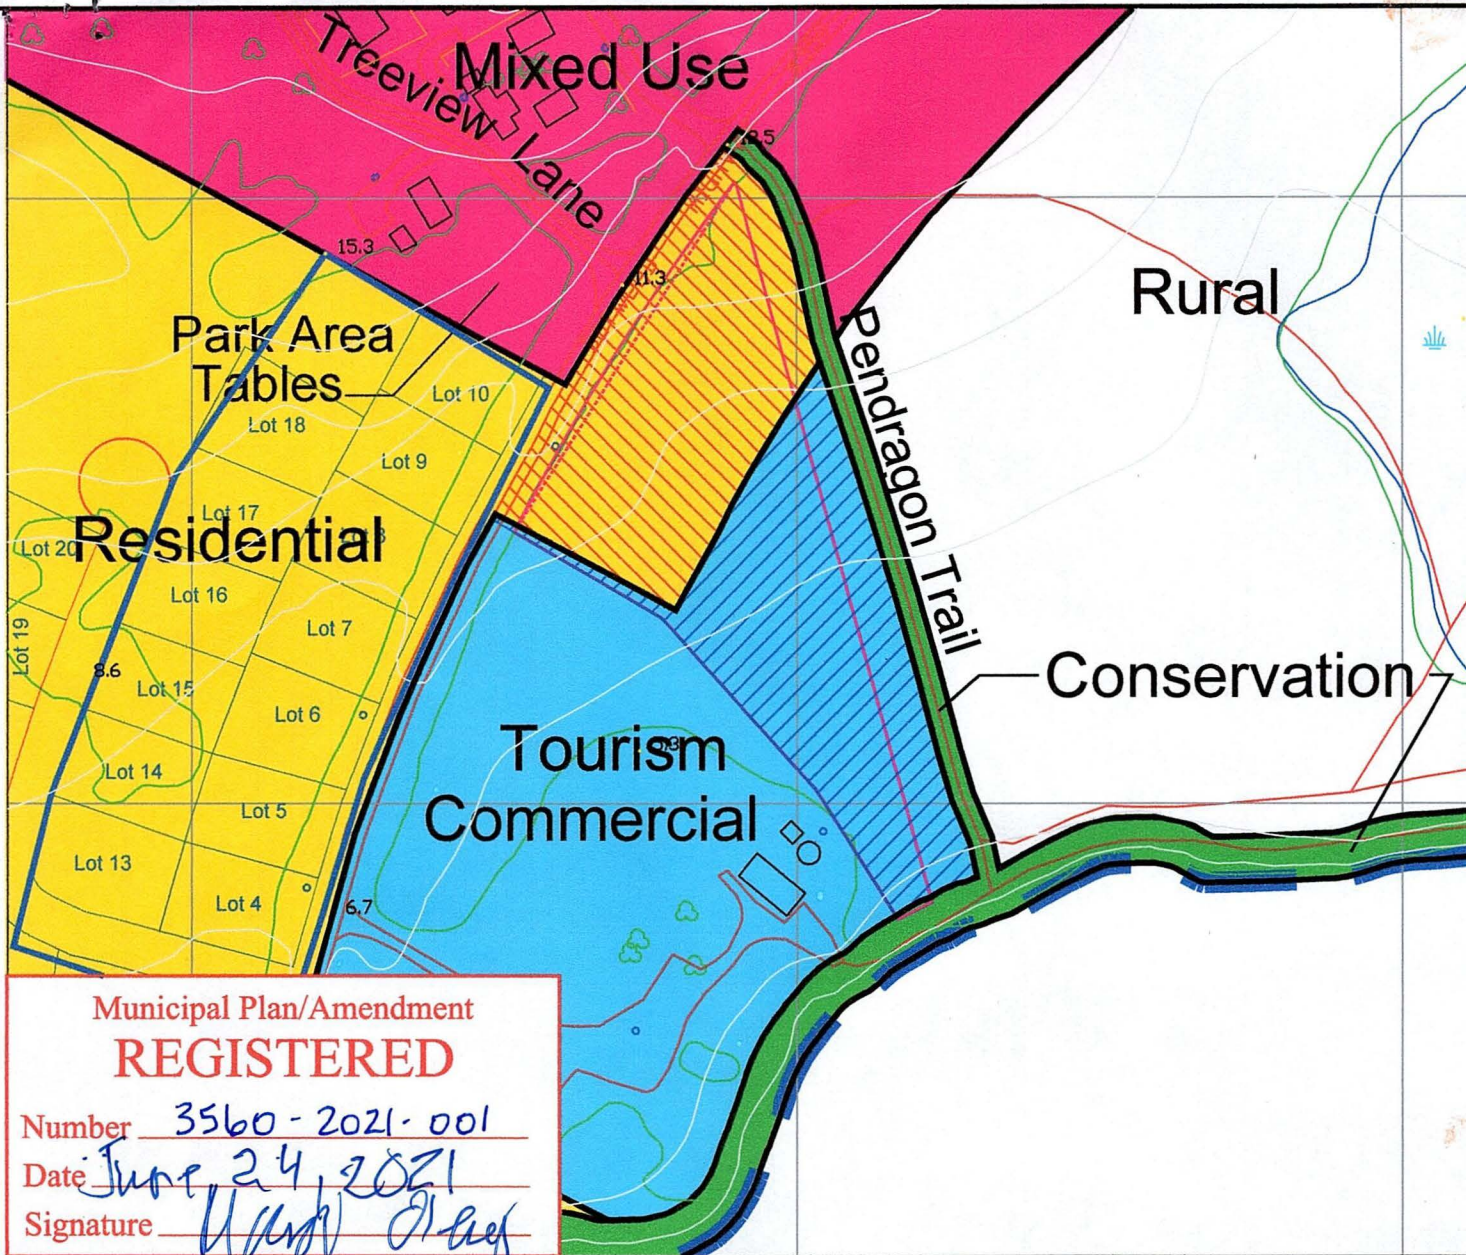 Mixed Use
Treeview Lane
15.3
11.3
Park Area
Tables
Rural
Pendragon Trail
Lot 10
Lot 18
Lot 9
Lot 17
Lot 20
Residential
Lot 16
Lot 7
Lot 19
8.6
Lot 15
Lot 6
Conservation
Tourism
Commercial
Lot 14
Lot 5
Lot 13
Lot 4
6.7
Municipal Plan/Amendment
REGISTERED
Number 3560-2021-001
Date June 24, 2021
Signature